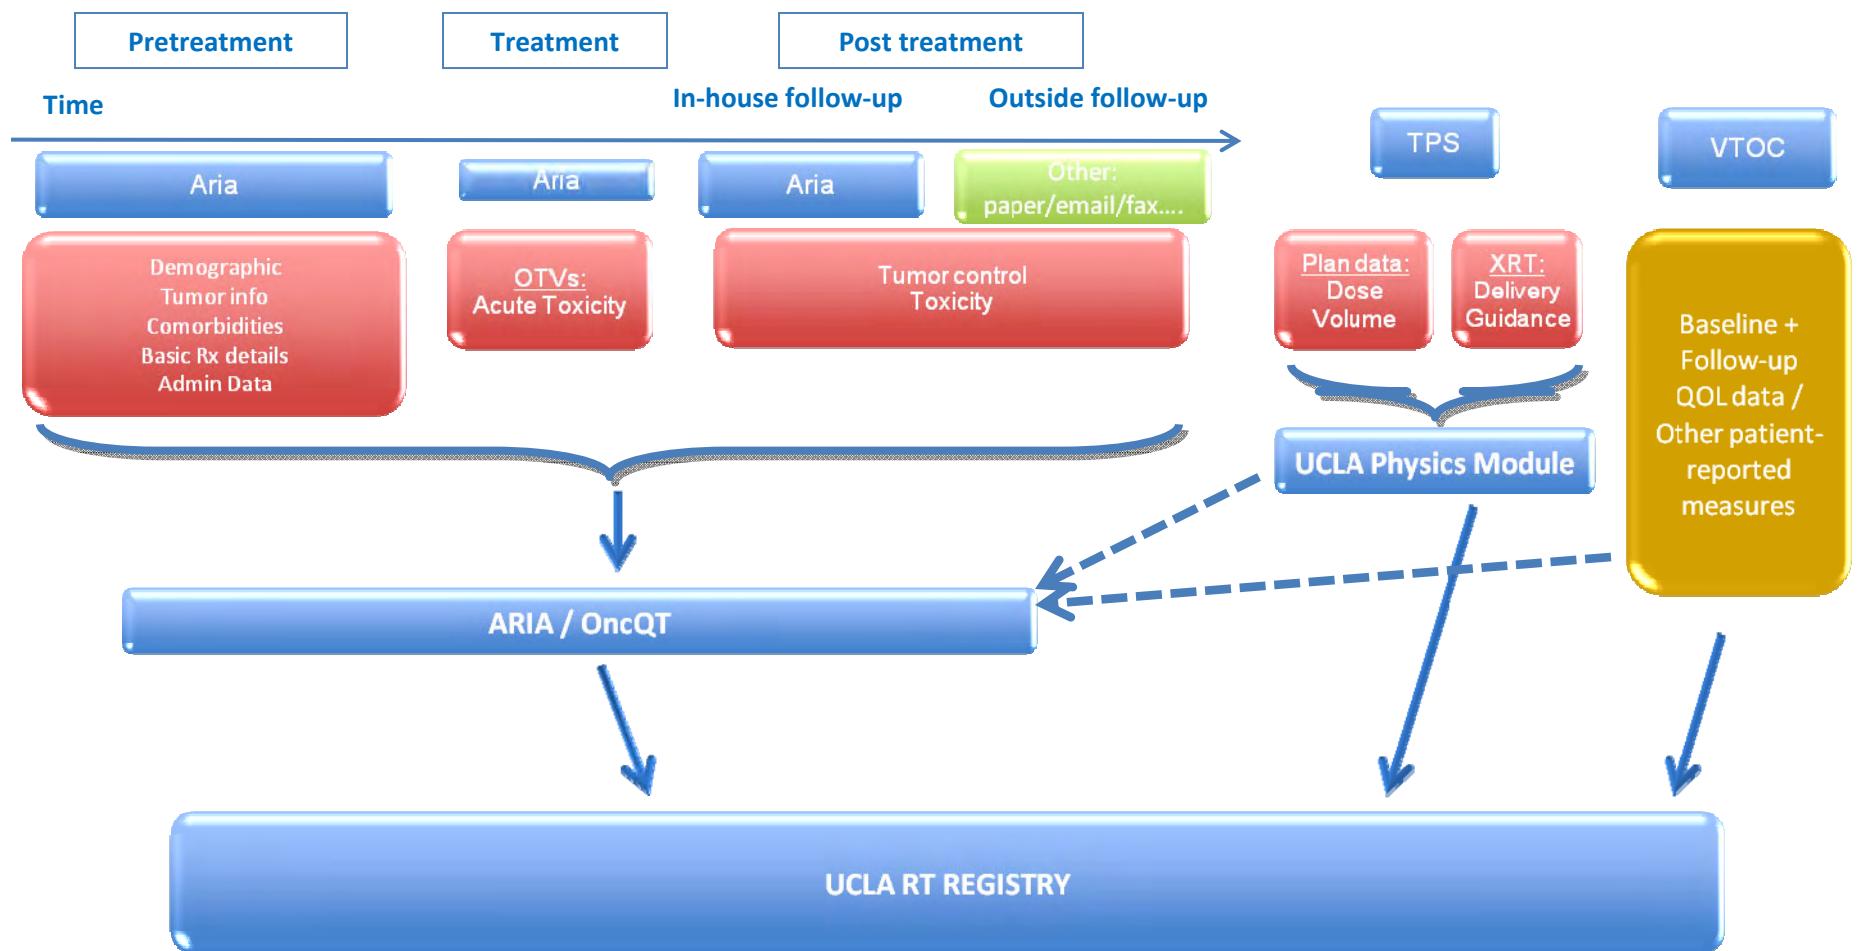 Pretreatment
Treatment
Post treatment
Time
In-house follow-up
Outside follow-up
Aria
Aria
Aria
Other:
paper/email/fax....
TPS
VTOC
Demographic
Tumor info
Comorbidities
Basic Rx details
Admin Data
OTVs:
Acute Toxicity
Tumor control
Toxicity
Plan data:
Dose
Volume
XRT:
Delivery
Guidance
Baseline +
Follow-up
QOL data /
Other patient-
reported
measures
UCLA Physics Module
ARIA / OncQT
UCLA RT REGISTRY